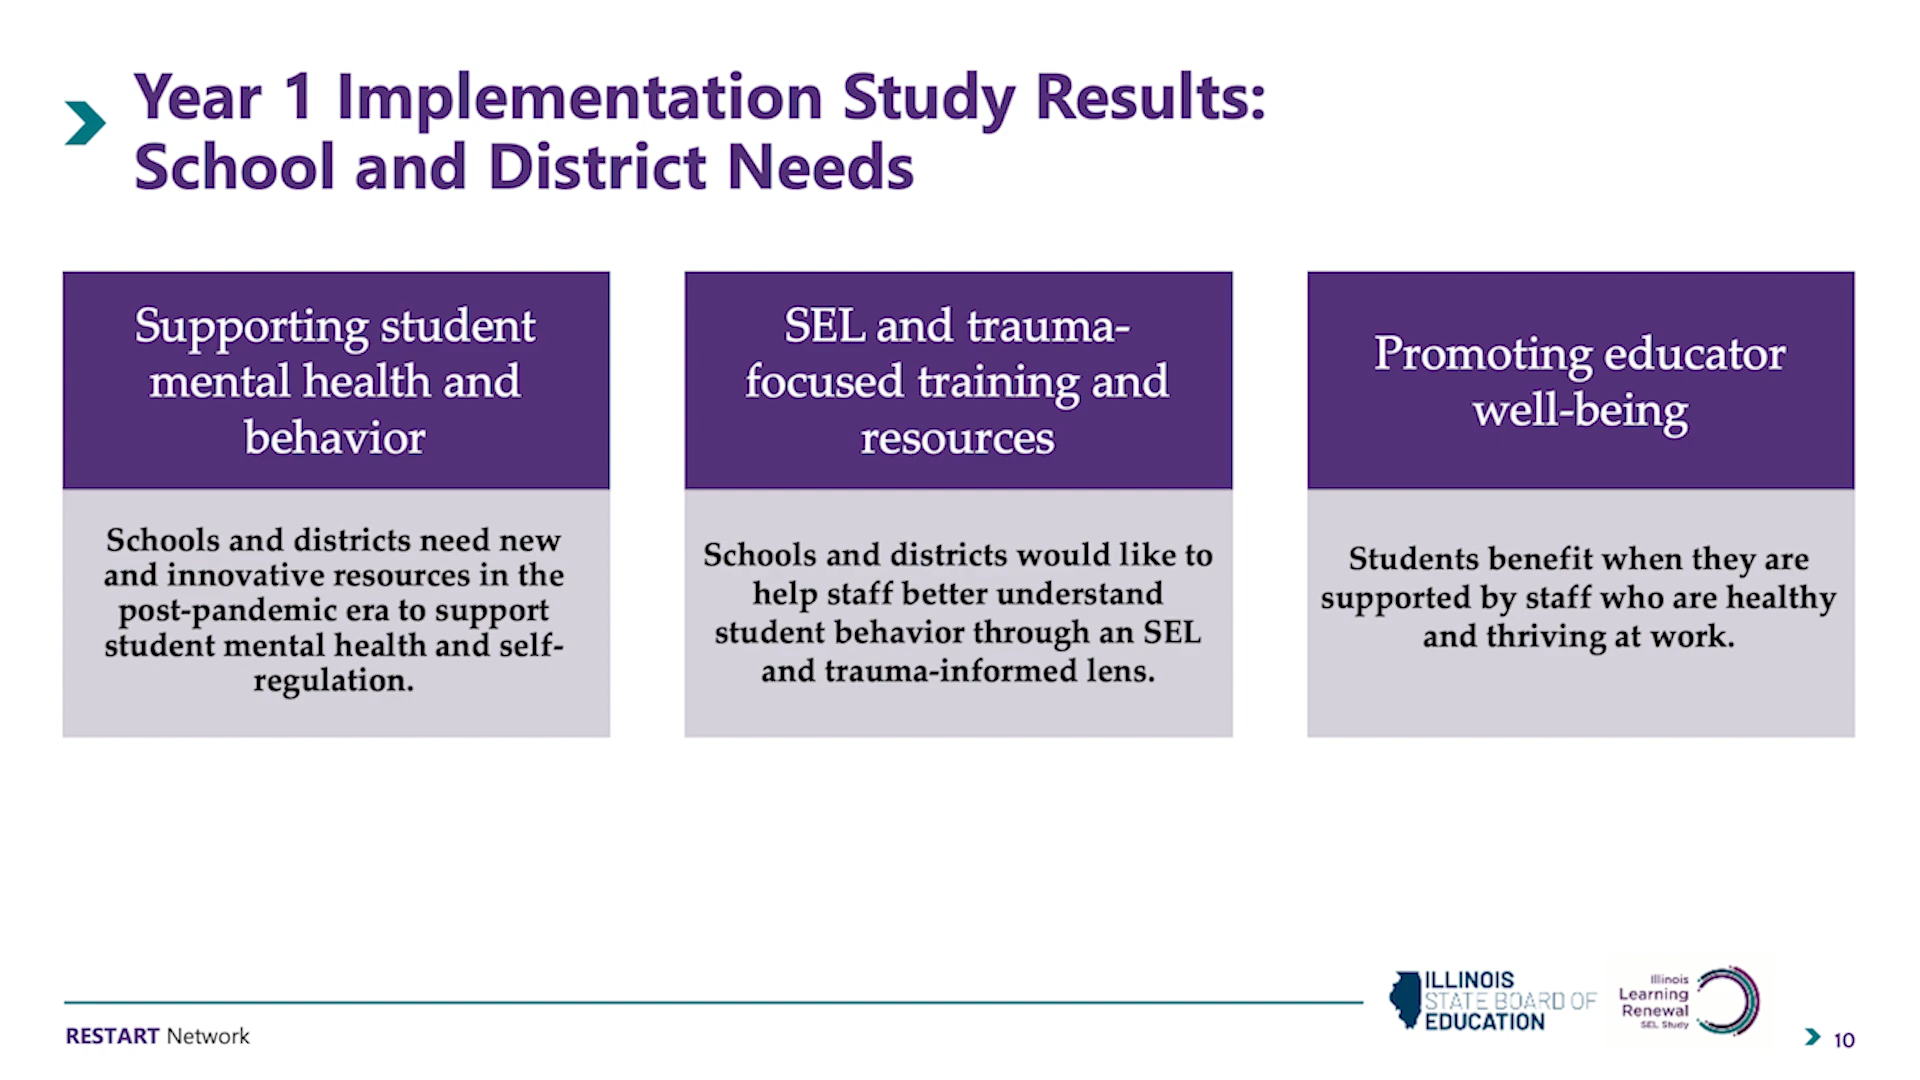 Year 1 Implementation Study Results:
School and District Needs
Supporting student
mental health and
behavior
Schools and districts need new
and innovative resources in the
post-pandemic era to support
student mental health and self-
regulation.
SEL and trauma-
focused training and
resources
Schools and districts would like to
help staff better understand
student behavior through an SEL
and trauma-informed lens.
Promoting educator
well-being
Students benefit when they are
supported by staff who are healthy
and thriving at work.
RESTART Network
ILLINOIS
STATE BOARD OF
EDUCATION
Illinois
Learning
Renewal
SEL Study
10